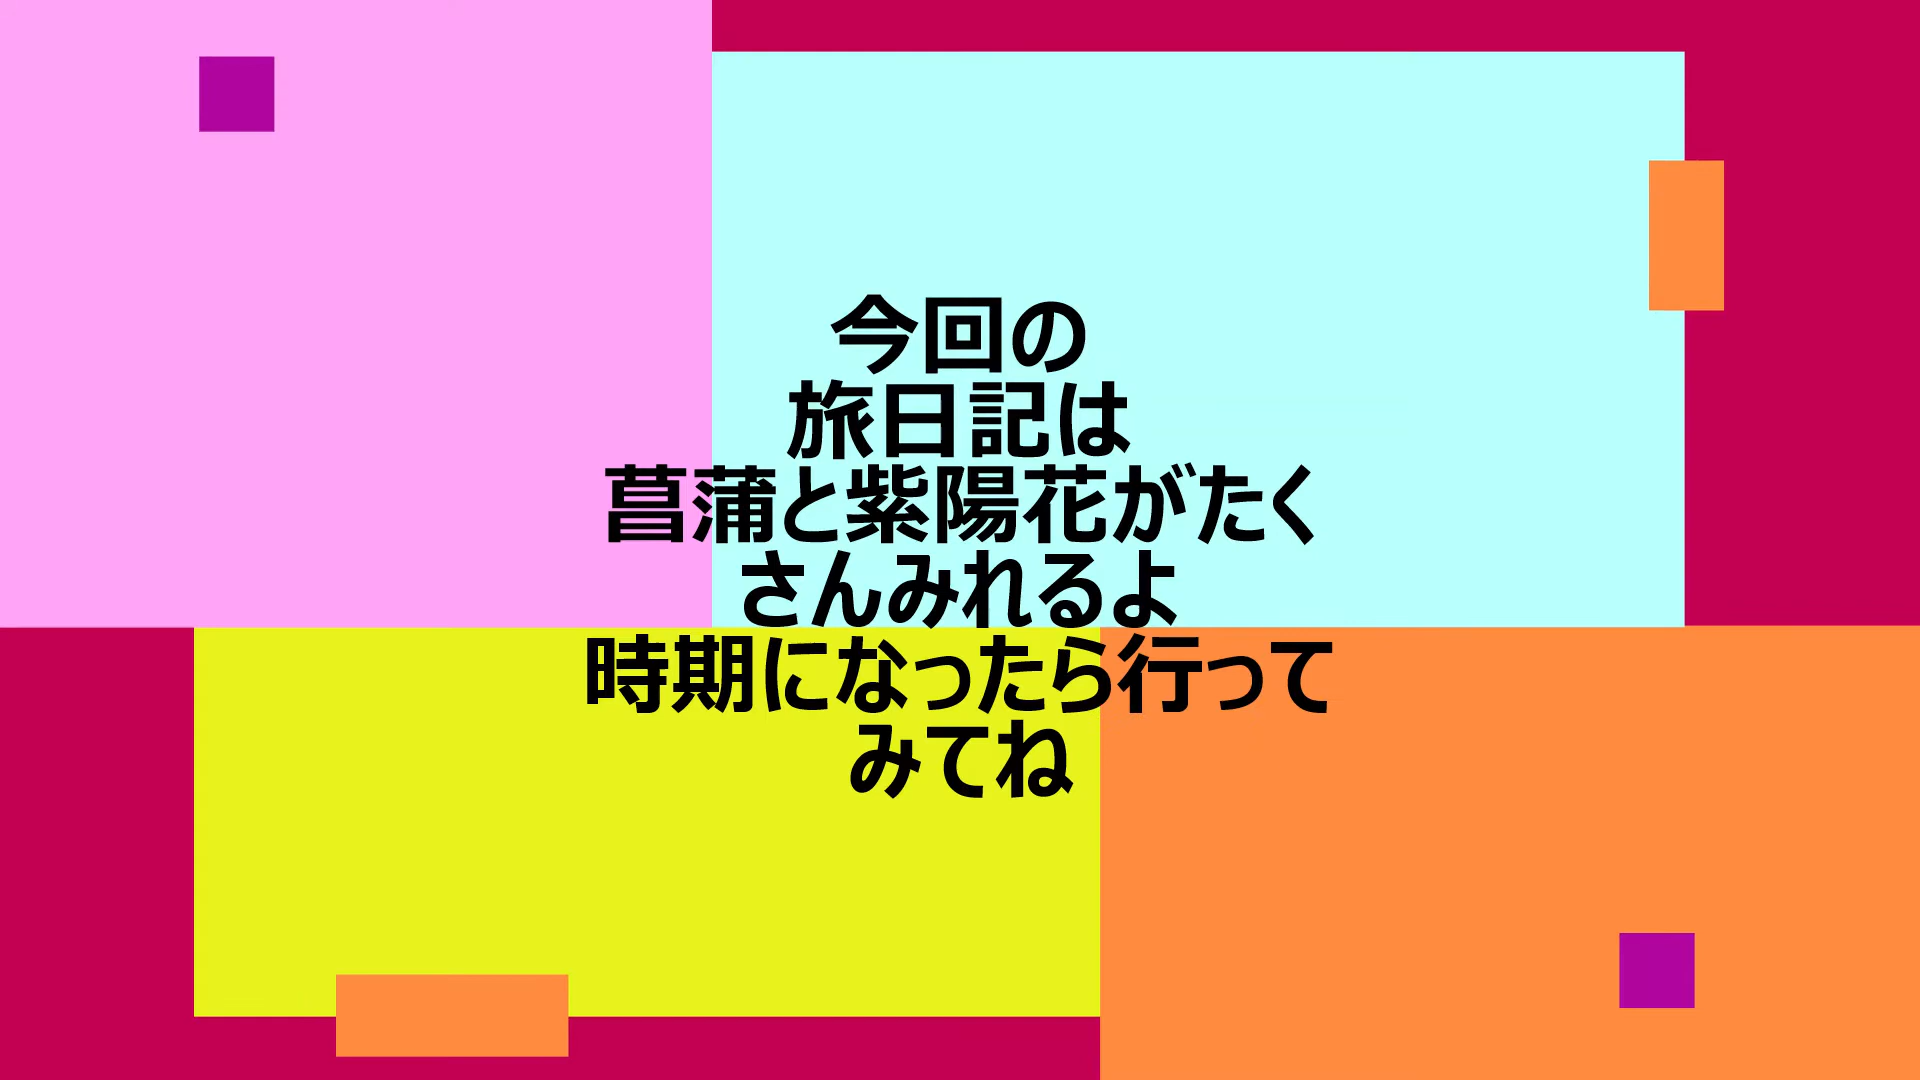 今回の
旅日記は
菖蒲と紫陽花がたく
さんみれるよ
時期になったら行って
みてね